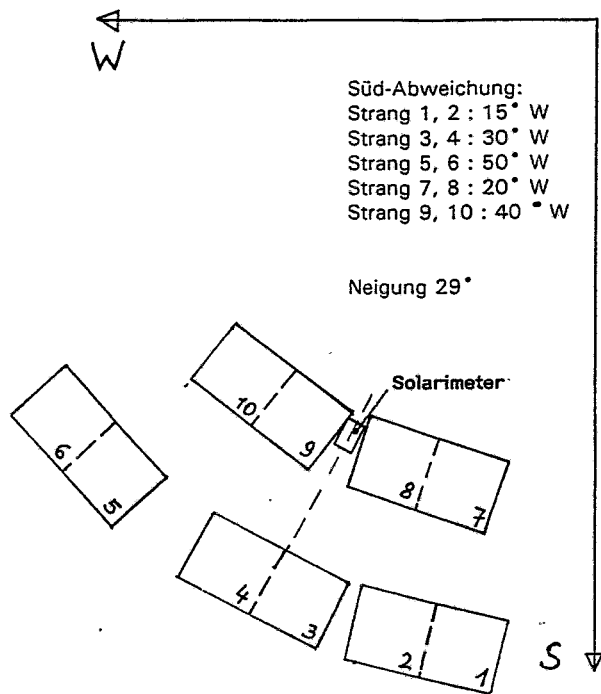 W
Süd-Abweichung:
Strang 1, 2 : 15° W
Strang 3, 4 : 30° W
Strang 5, 6 : 50° W
Strang 7, 8 : 20° W
Strang 9, 10 : 40 ° W
Neigung 29°
Solarimeter
10
9
8
7
6
5
4
3
2
1
S